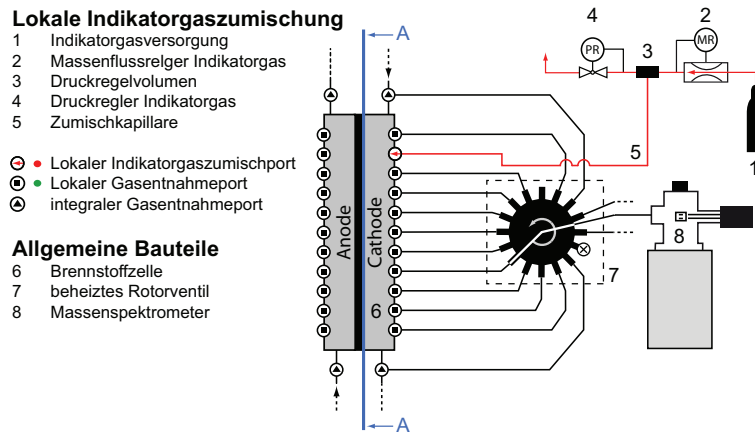 Lokale Indikatorgaszumischung
1 Indikatorgasversorgung
2 Massenflussrelger Indikatorgas
3 Druckregelvolumen
4 Druckregler Indikatorgas
5 Zumischkapillare
Lokaler Indikatorgaszumischport
Lokaler Gasentnahmeport
integraler Gasentnahmeport
Allgemeine Bauteile
6 Brennstoffzelle
7 beheiztes Rotorventil
8 Massenspektrometer
A
Anode
Cathode
6
A
4
PR
3
2
MR
1
5
7
8